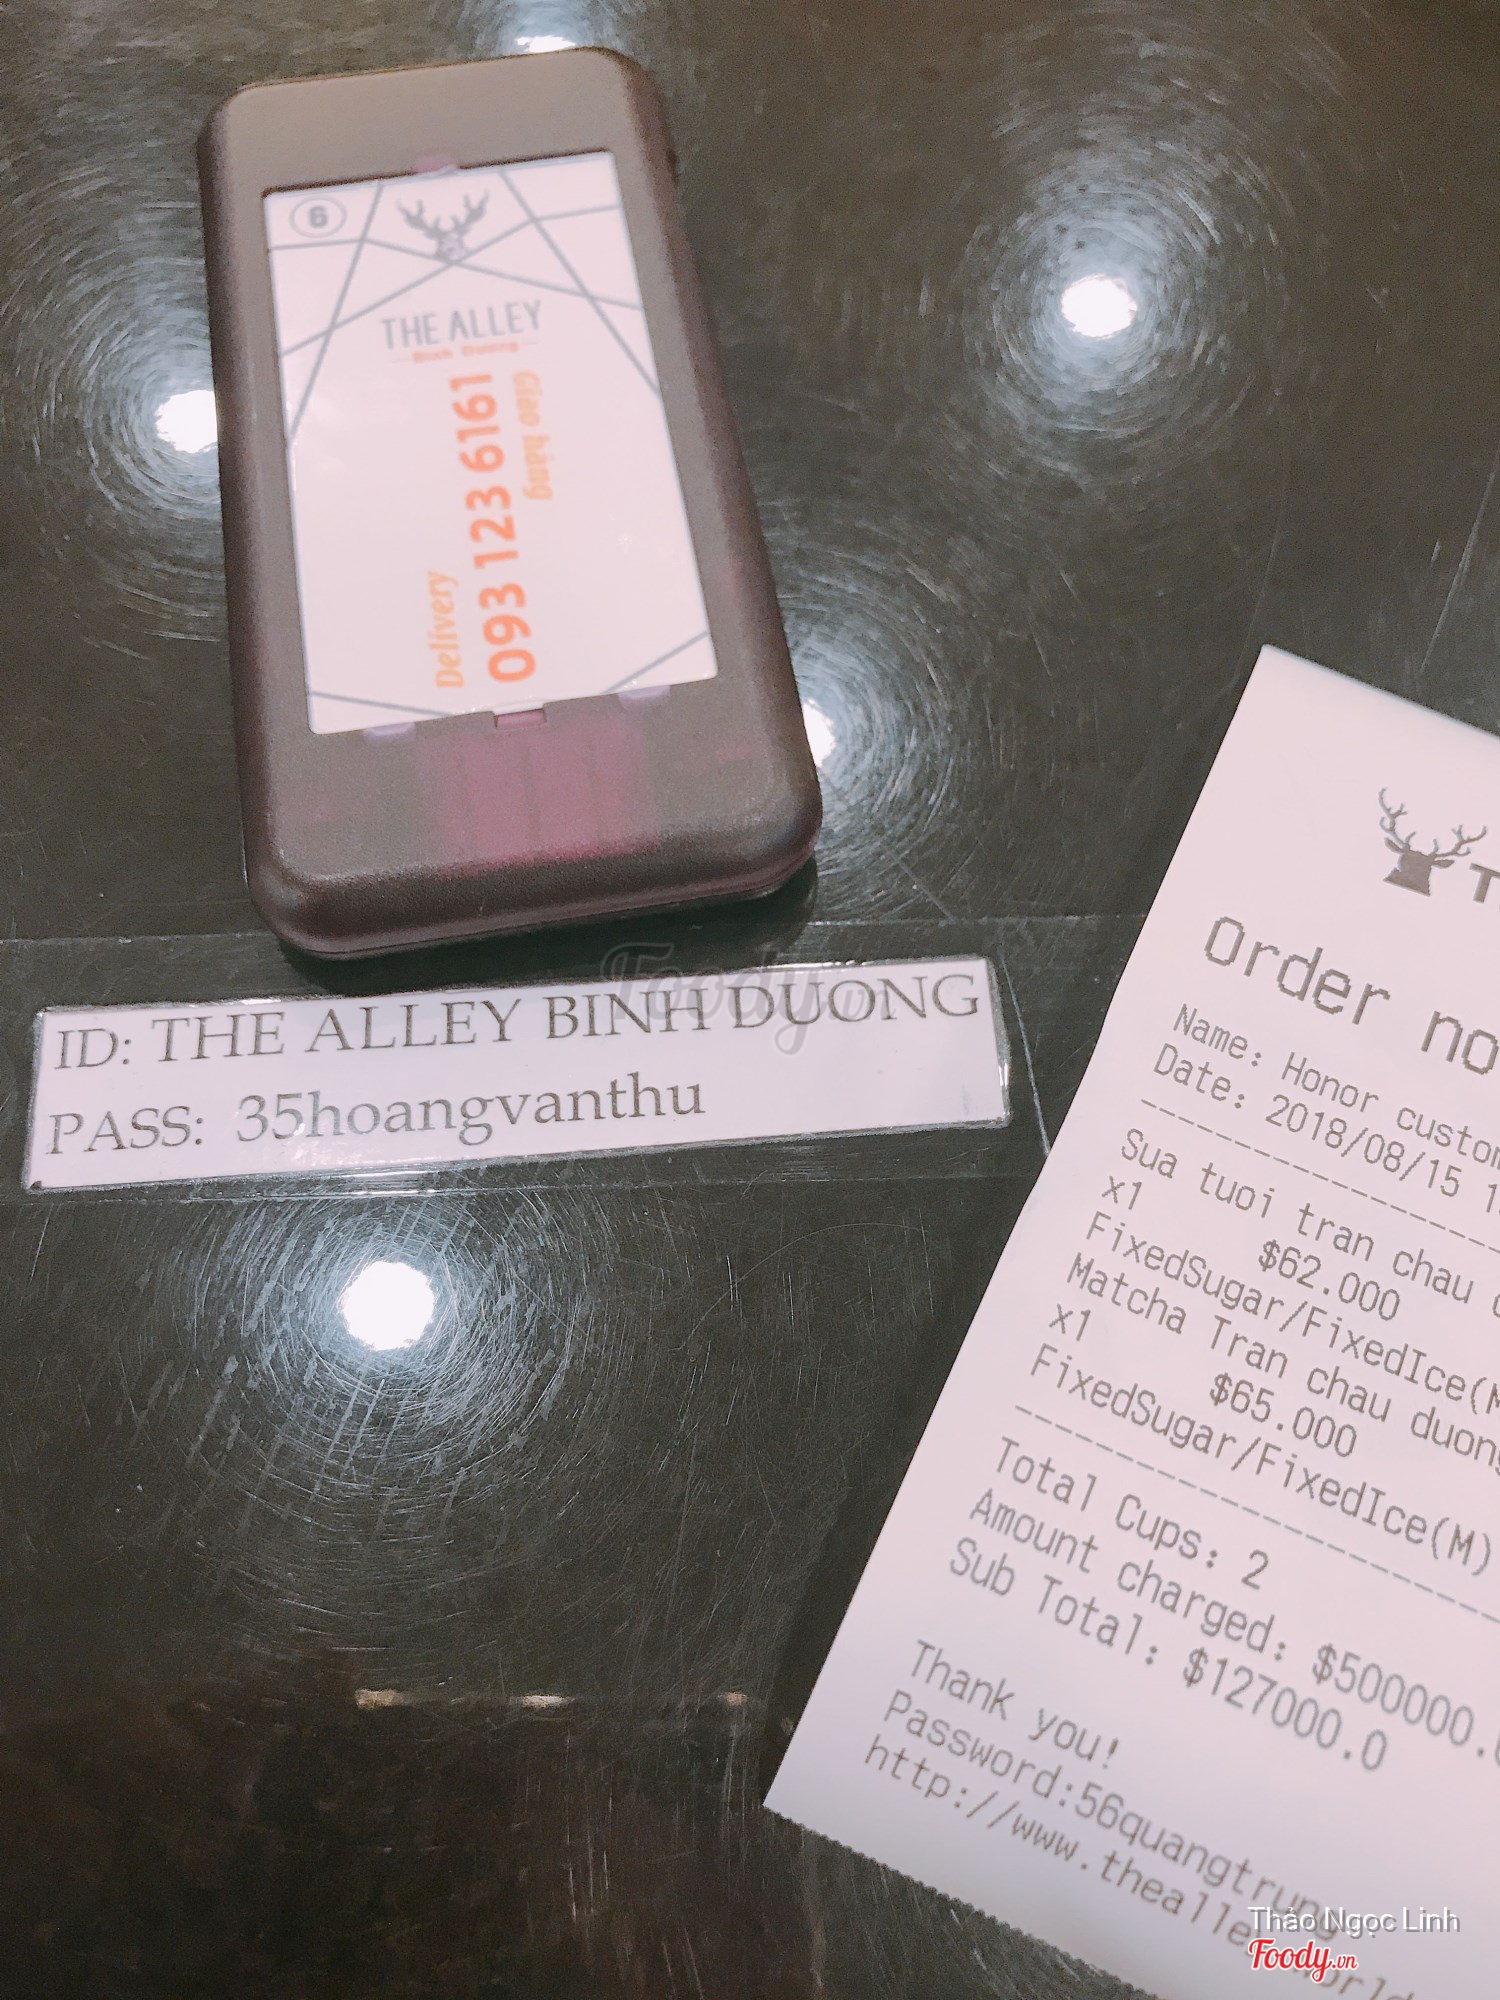 6
THE ALLEY
Binh Duong
Giao hàng
093 123 6161
Delivery
Foody.vn
ID: THE ALLEY BINH DUONG
PASS: 35hoangvanthu
T
Order no
Name: Honor custom
Date: 2018/08/15 1
Sua tuoi tran chau
x1 $62.000
FixedSugar/FixedIce(M
Matcha Tran chau duong
x1 $65.000
FixedSugar/FixedIce(M)
Total Cups: 2
Amount charged: $500000.
Sub Total: $127000.0
Thank you!
Password:56quangtrung
http://www.thealle
Thảo Ngọc Linh
Foody.vn